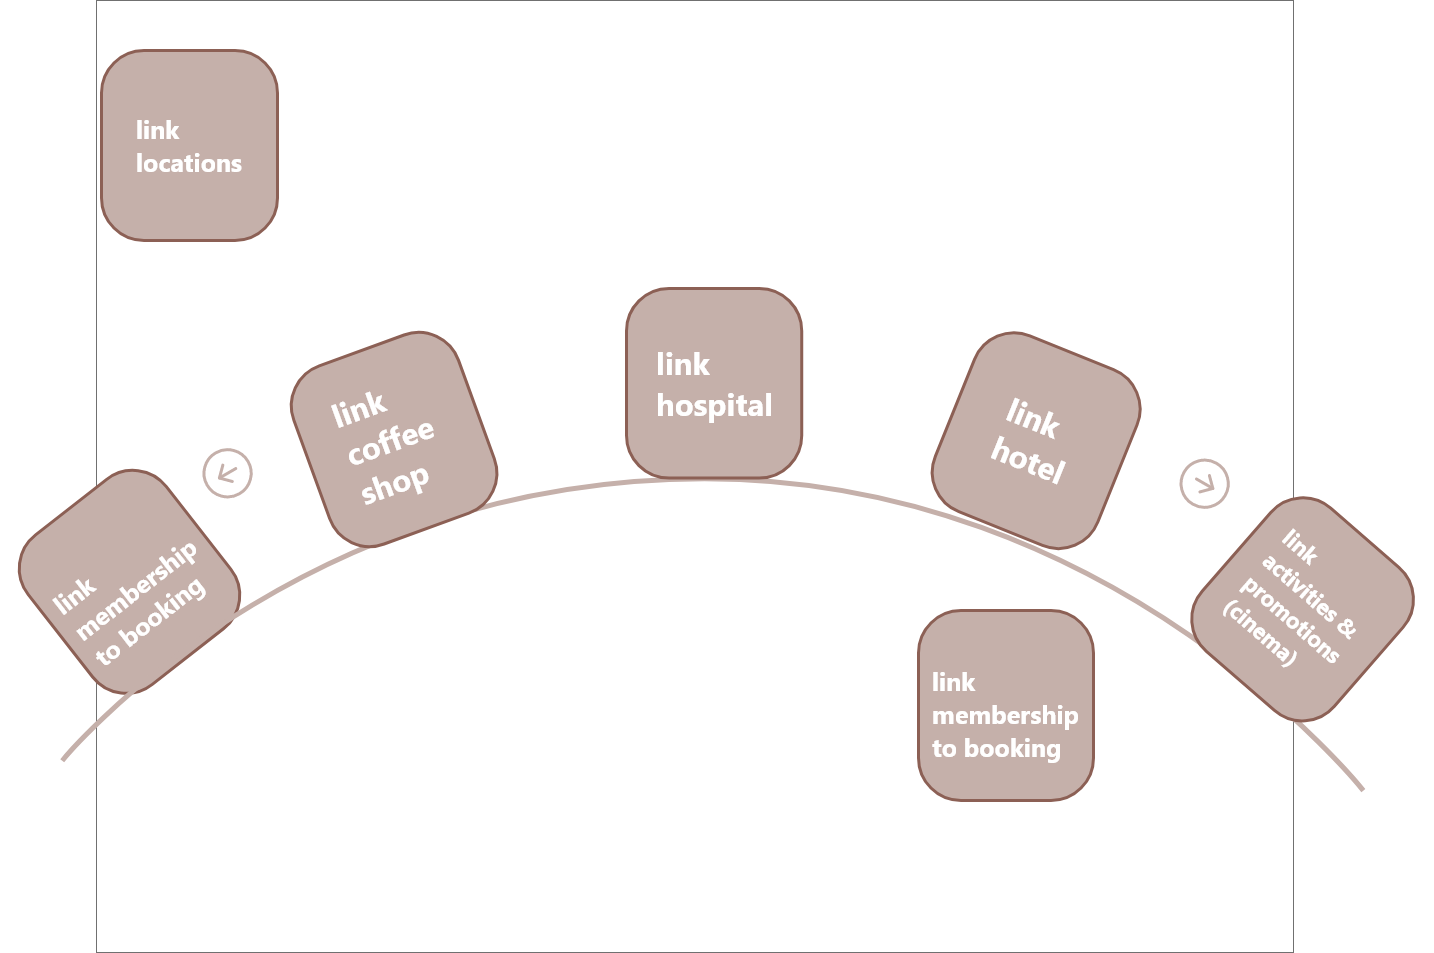 link
locations
link
membership
to booking
link
coffee
shop
link
hospital
link
hotel
link
activities &
promotions
(cinema)
link
membership
to booking